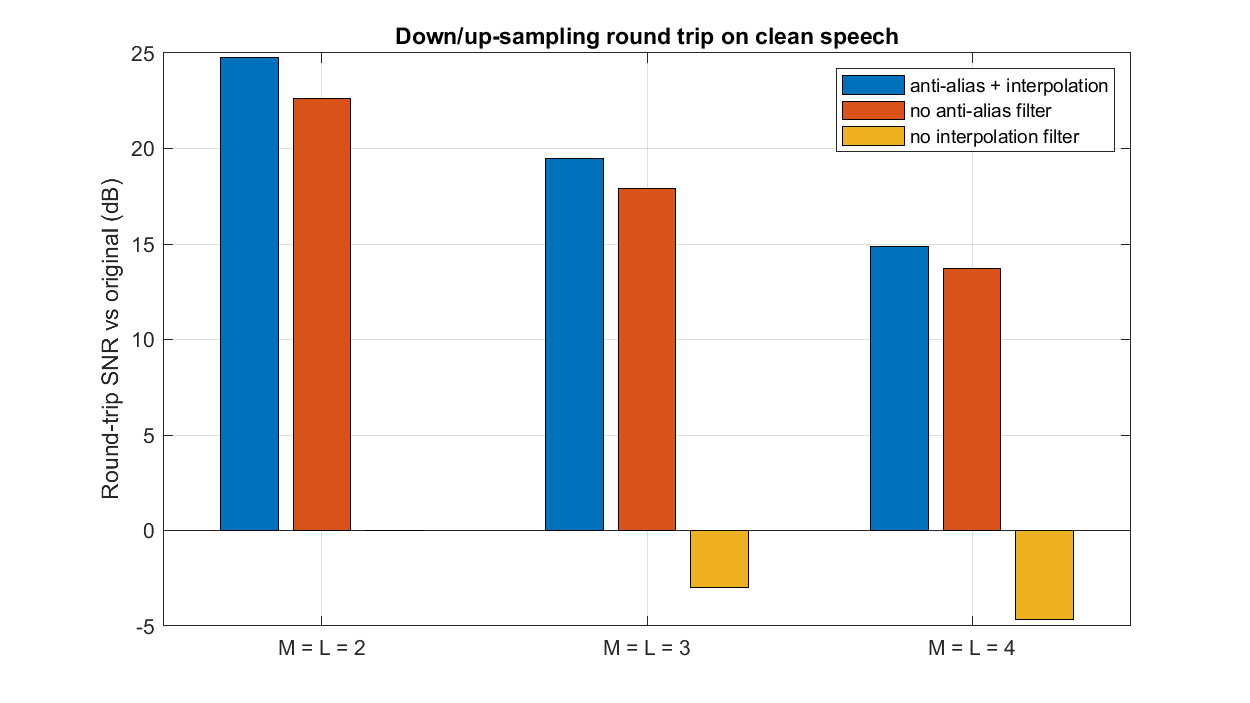 Down/up-sampling round trip on clean speech
25
20
15
10
5
0
-5
Round-trip SNR vs original (dB)
anti-alias + interpolation
no anti-alias filter
no interpolation filter
M = L = 2
M = L = 3
M = L = 4